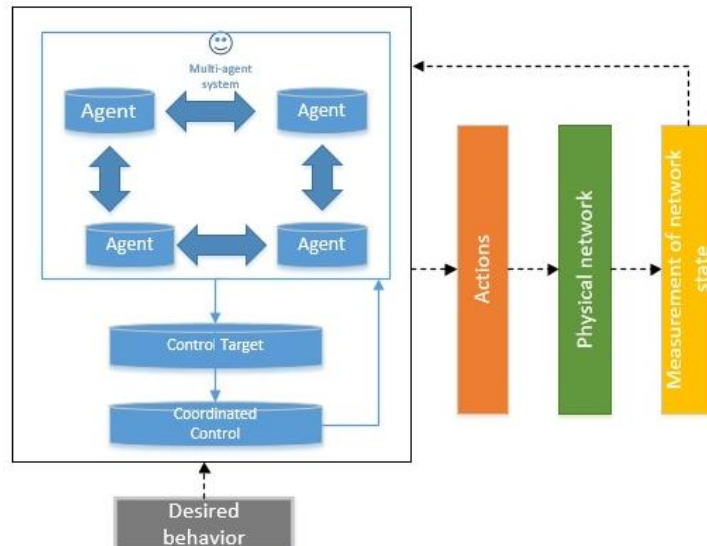 Multi-agent
system
Agent
Agent
Agent
Agent
Control Target
Coordinated
Control
Desired
behavior
Actions
Physical network
Measurement of network
state